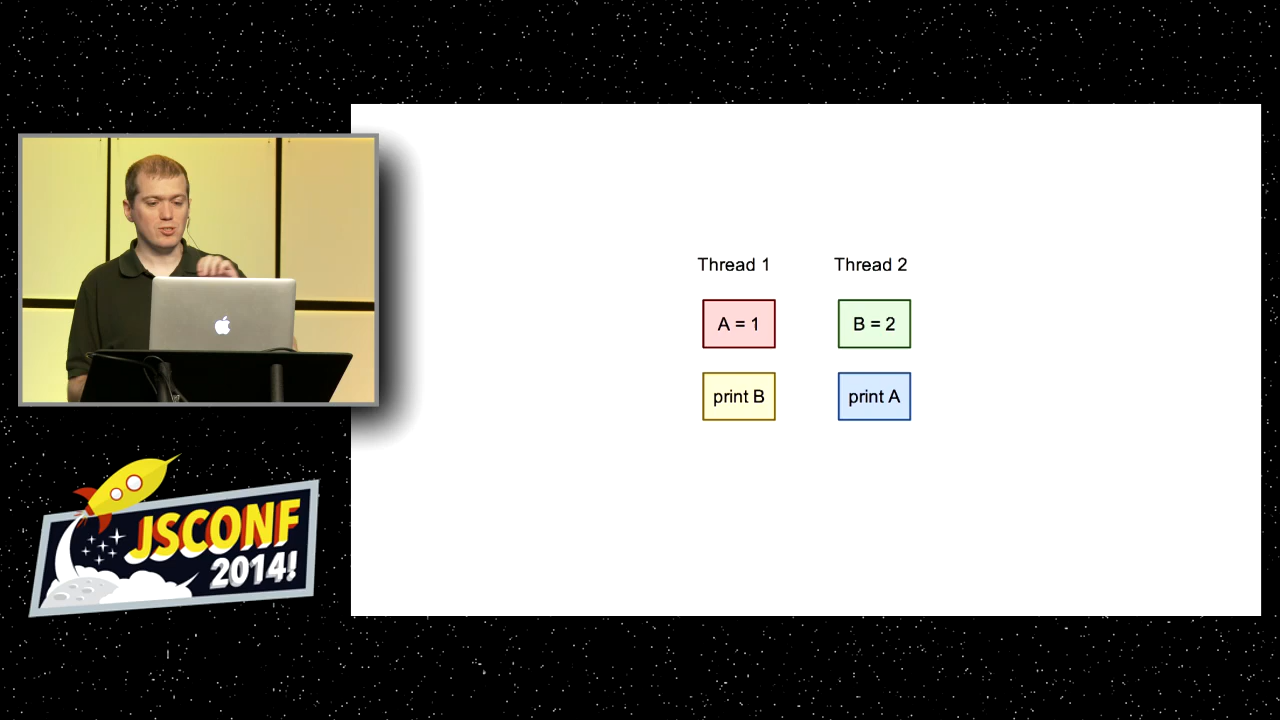 Thread 1 Thread 2
A = 1 B = 2
print B print A
JSCONF
2014!